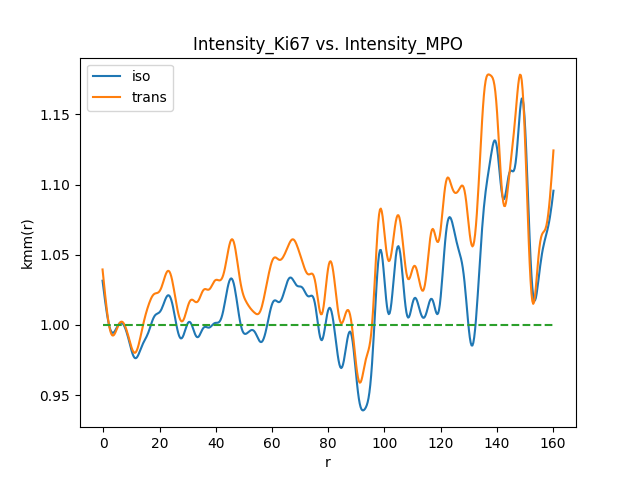 Intensity_Ki67 vs. Intensity_MPO
iso
trans
1.15
1.10
1.05
1.00
0.95
kmm(r)
0 20 40 60 80 100 120 140 160
r